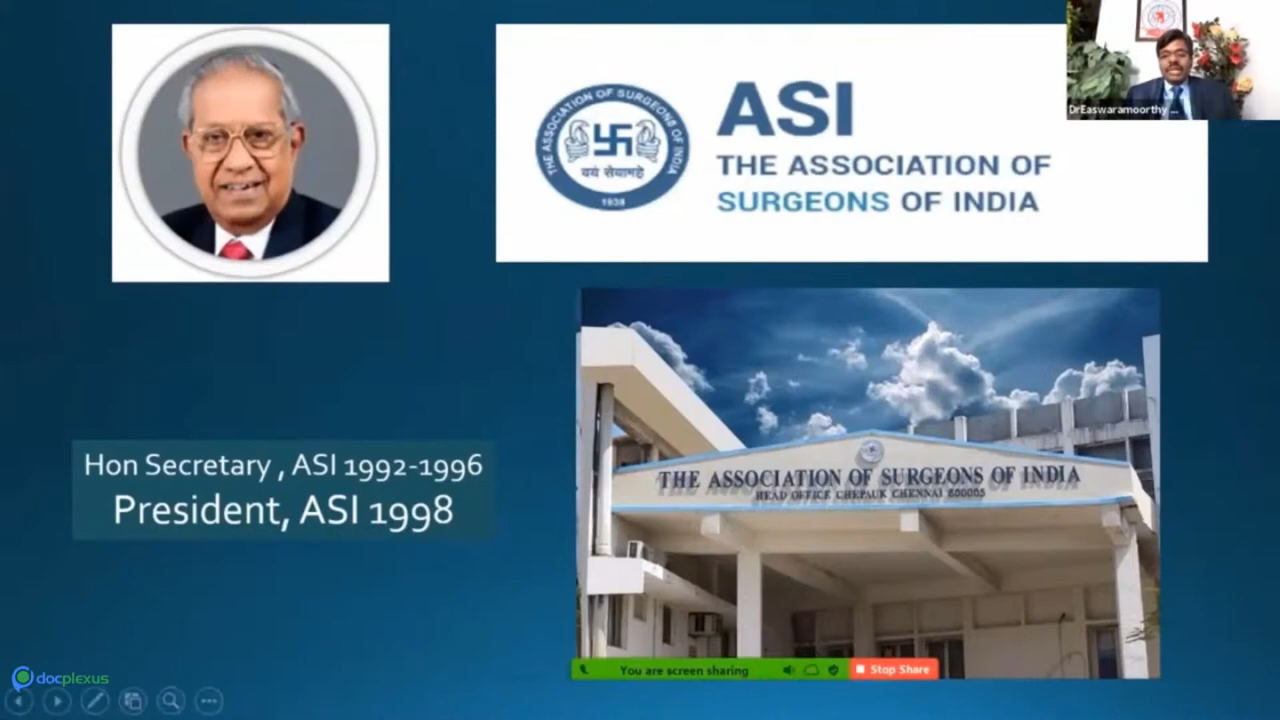 THE ASSOCIATION OF SURGEONS OF INDIA
वयं सेवामहे
1938
ASI
THE ASSOCIATION OF
SURGEONS OF INDIA
DrEaswaramoorthy ...
Hon Secretary , ASI 1992-1996
President, ASI 1998
THE ASSOCIATION OF SURGEONS OF INDIA
HEAD OFFICE CHEPAUK CHENNAI 600005
You are screen sharing
Stop Share
docplexus